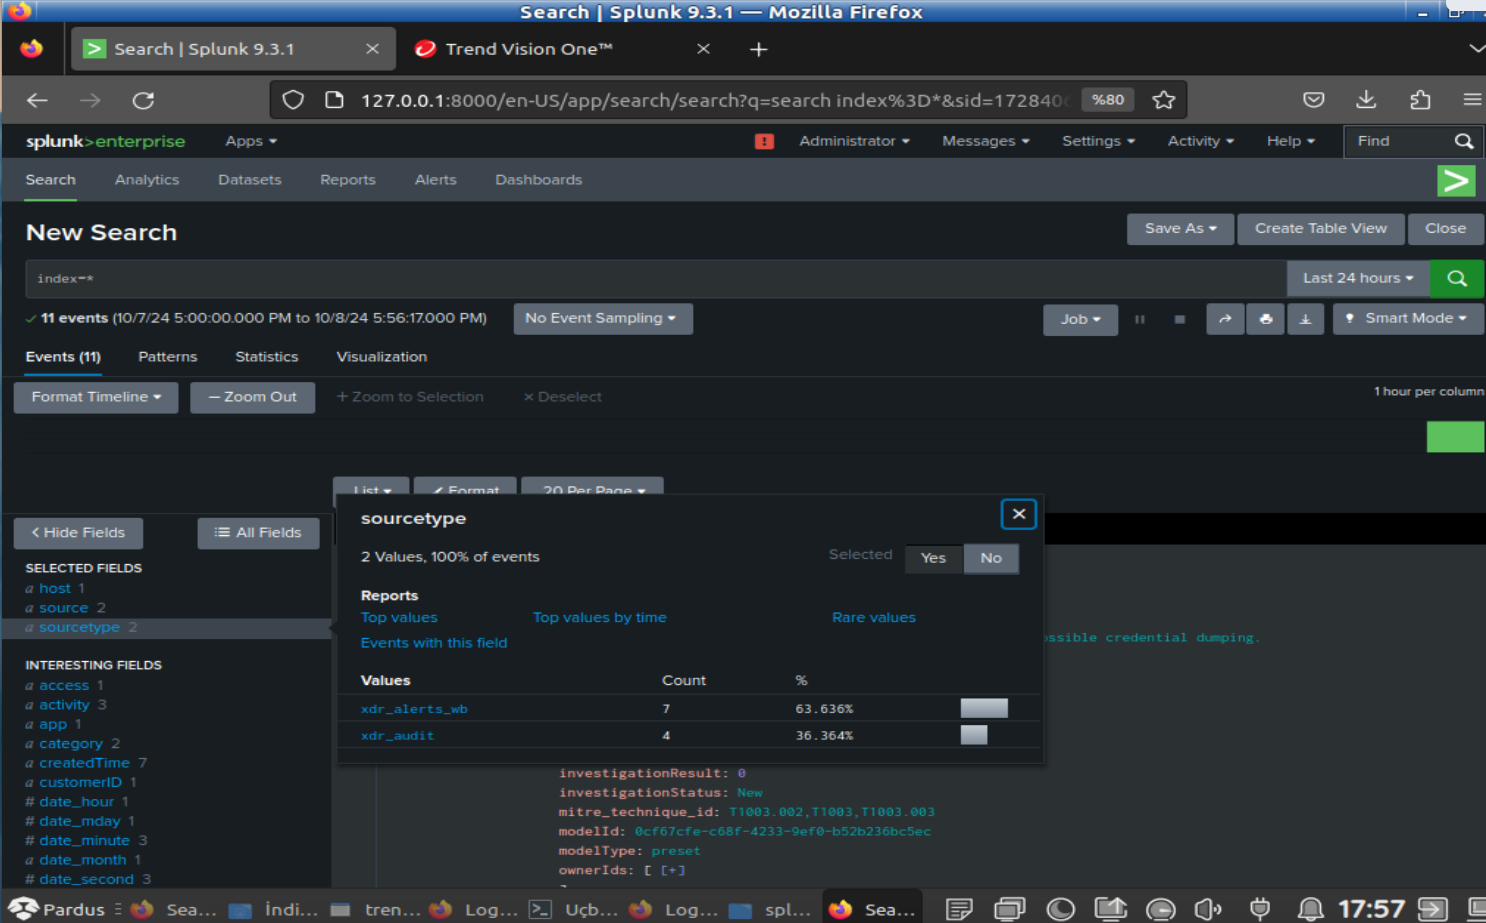 Search | Splunk 9.3.1 — Mozilla Firefox
Search | Splunk 9.3.1
Trend Vision One™
127.0.0.1:8000/en-US/app/search/search?q=search index%3D*&sid=172840
%80
splunk>enterprise Apps
! Administrator Messages Settings Activity Help Find
Search Analytics Datasets Reports Alerts Dashboards
New Search
Save As Create Table View Close
index=*
Last 24 hours
11 events (10/7/24 5:00:00.000 PM to 10/8/24 5:56:17.000 PM)
No Event Sampling
Job
Smart Mode
Events (11) Patterns Statistics Visualization
Format Timeline — Zoom Out + Zoom to Selection × Deselect
1 hour per column
List Format 20 Per Page
< Hide Fields All Fields
SELECTED FIELDS
a host 1
a source 2
a sourcetype 2
INTERESTING FIELDS
a access 1
a activity 3
a app 1
a category 2
a createdTime 7
a customerID 1
# date_hour 1
# date_mday 1
# date_minute 3
a date_month 1
# date_second 3
sourcetype
2 Values, 100% of events
Selected Yes No
Reports
Top values Top values by time Rare values
Events with this field
Values Count %
xdr_alerts_wb 7 63.636%
xdr_audit 4 36.364%
ossible credential dumping.
investigationResult: 0
investigationStatus: New
mitre_technique_id: T1003.002,T1003,T1003.003
modelId: 0cf67cfe-c68f-4233-9ef0-b52b236bc5ec
modelType: preset
ownerIds: [ [+]
Pardus Sea... İndi... tren... Log... Uçb... Log... spl... Sea... 17:57